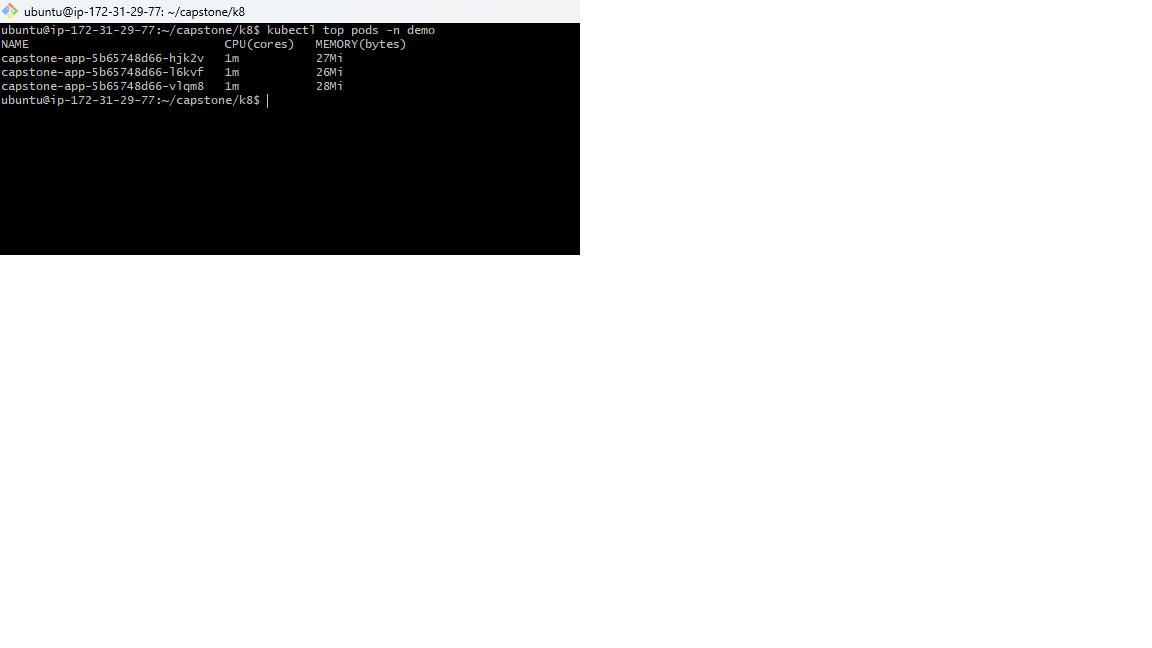 ubuntu@ip-172-31-29-77: ~/capstone/k8
ubuntu@ip-172-31-29-77:~/capstone/k8$ kubectl top pods -n demo
NAME                          CPU(cores)   MEMORY(bytes)
capstone-app-5b65748d66-hjk2v   1m           27Mi
capstone-app-5b65748d66-l6kvf   1m           26Mi
capstone-app-5b65748d66-vlqm8   1m           28Mi
ubuntu@ip-172-31-29-77:~/capstone/k8$